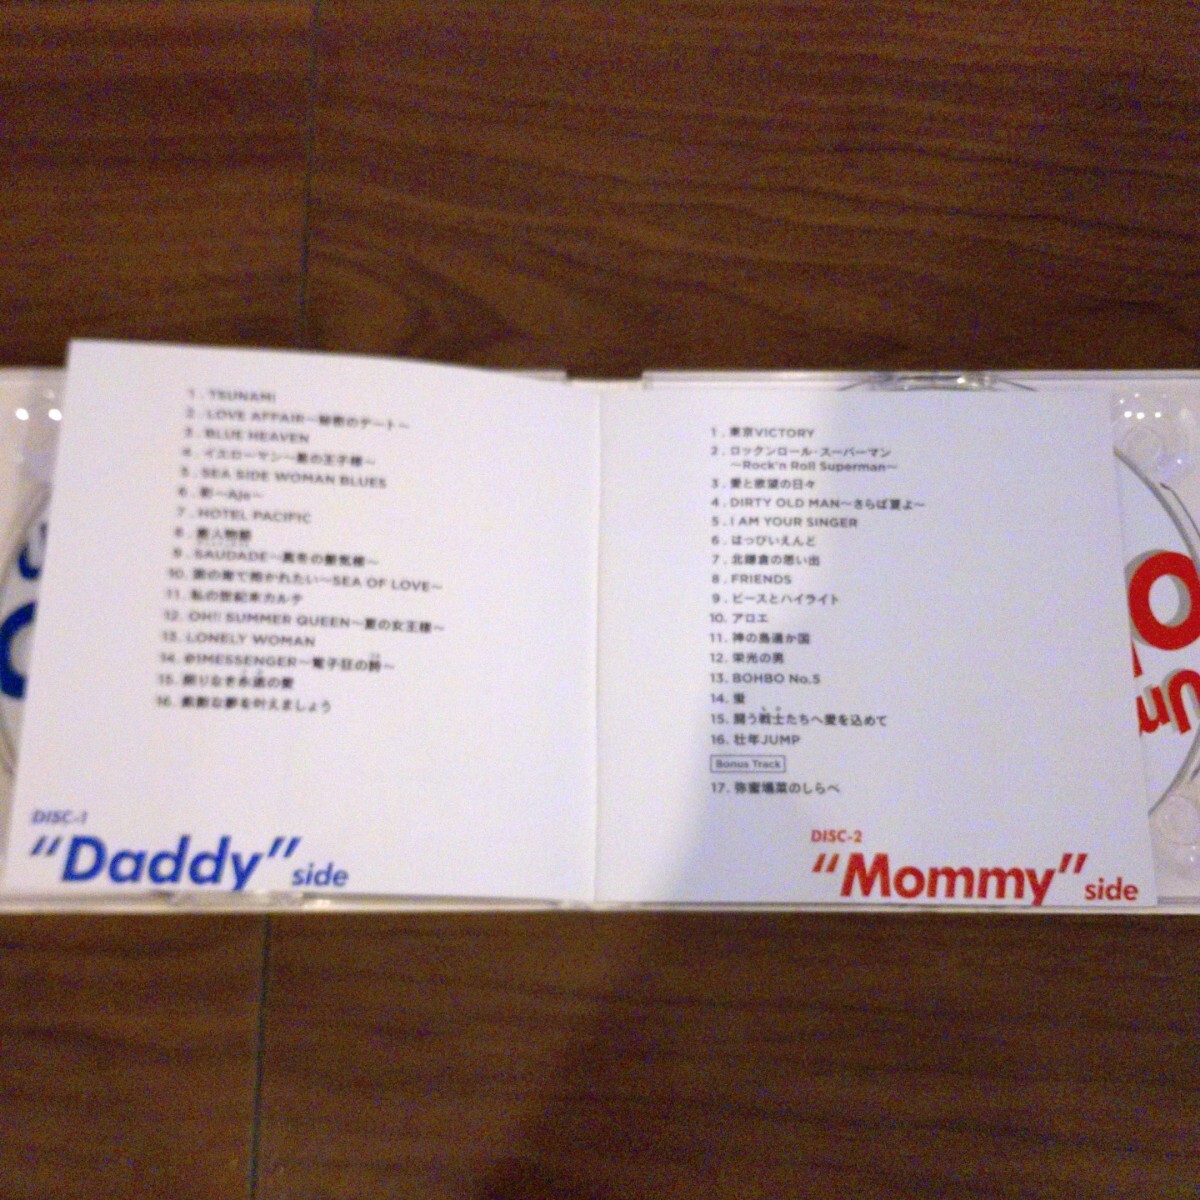 1. TSUNAMI
2. LOVE AFFAIR〜秘密のデート〜
3. BLUE HEAVEN
4. イエローマン〜星の王子様〜
5. SEA SIDE WOMAN BLUES
6. 彩〜Aja〜
7. HOTEL PACIFIC
8. 唐人物語
9. SAUDADE〜真冬の蜃気楼〜
10. 涙の海で抱かれたい〜SEA OF LOVE〜
11. 私の世紀末カルテ
12. OH!! SUMMER QUEEN〜夏の女王様〜
13. LONELY WOMAN
14. 01MESSENGER〜電子狂の詩〜
15. 限りなき永遠の愛
16. 素敵な夢を叶えましょう
DISC-1
"Daddy" side
1. 東京VICTORY
2. ロックンロール・スーパーマン
〜Rock'n Roll Superman〜
3. 愛と欲望の日々
4. DIRTY OLD MAN〜さらば夏よ〜
5. I AM YOUR SINGER
6. はっぴいえんど
7. 北鎌倉の思い出
8. FRIENDS
9. ピースとハイライト
10. アロエ
11. 神の島遥か国
12. 栄光の男
13. BOHBO No.5
14. 蛍
15. 闘う戦士たちへ愛を込めて
16. 壮年JUMP
Bonus Track
17. 弥蜜塌菜のしらべ
DISC-2
"Mommy" side